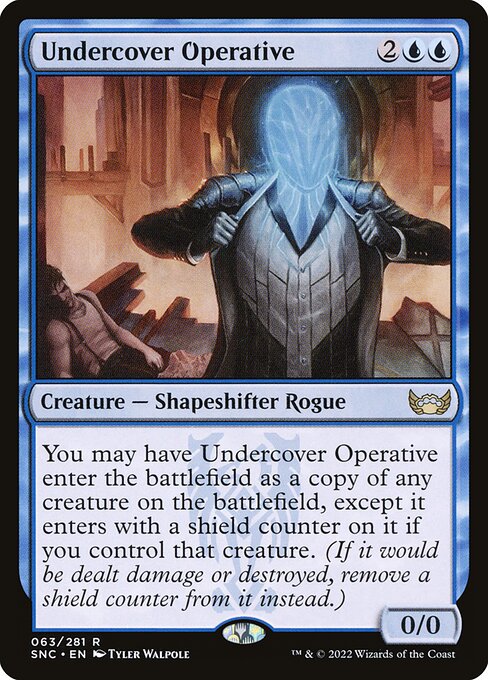 Undercover Operative 2
Creature — Shapeshifter Rogue
You may have Undercover Operative
enter the battlefield as a copy of any
creature on the battlefield, except it
enters with a shield counter on it if
you control that creature. (If it would
be dealt damage or destroyed, remove a
shield counter from it instead.)
0/0
063/281 R
SNC • EN Tyler Walpole
™ & © 2022 Wizards of the Coast